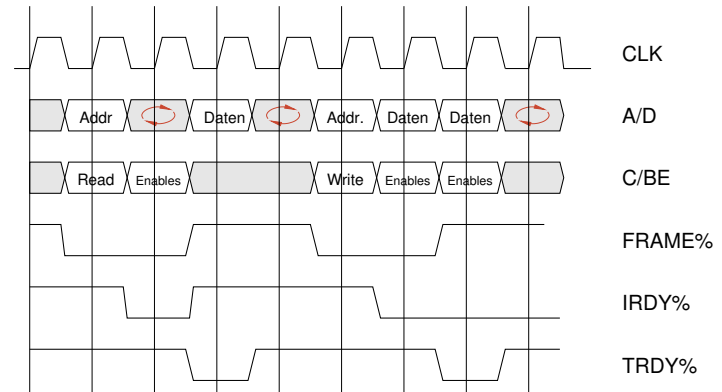 CLK
Addr Daten Addr. Daten Daten A/D
Read Enables Write Enables Enables C/BE
FRAME%
IRDY%
TRDY%